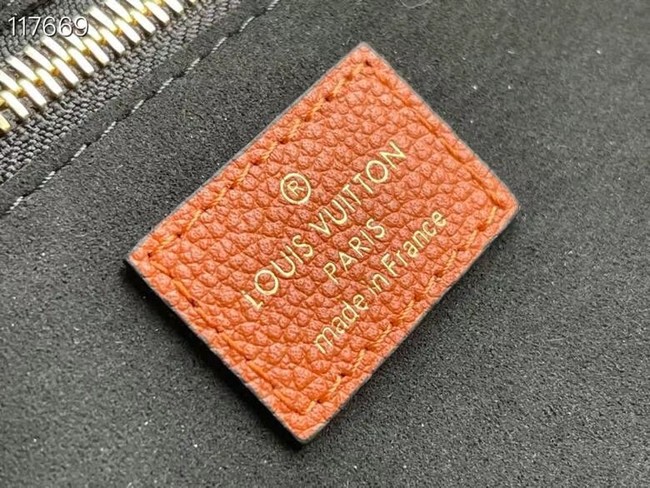 117669
®
LOUIS VUITTON
PARIS
made in France